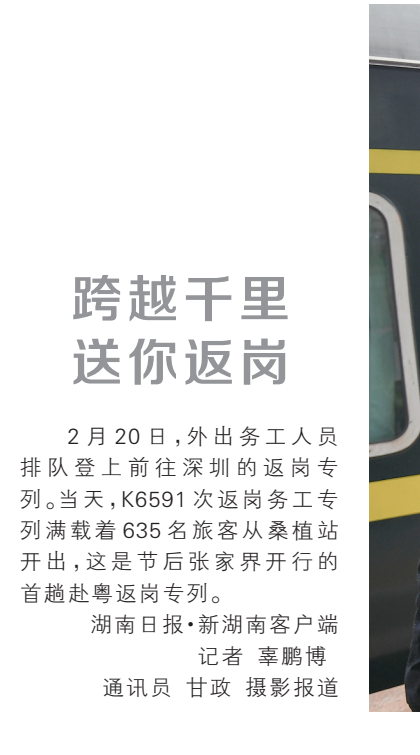 跨越千里
送你返岗
2月20日,外出务工人员
排队登上前往深圳的返岗专
列。当天,K6591次返岗务工专
列满载着635名旅客从桑植站
开出,这是节后张家界开行的
首趟赴粤返岗专列。
湖南日报·新湖南客户端
记者 辜鹏博
通讯员 甘政 摄影报道